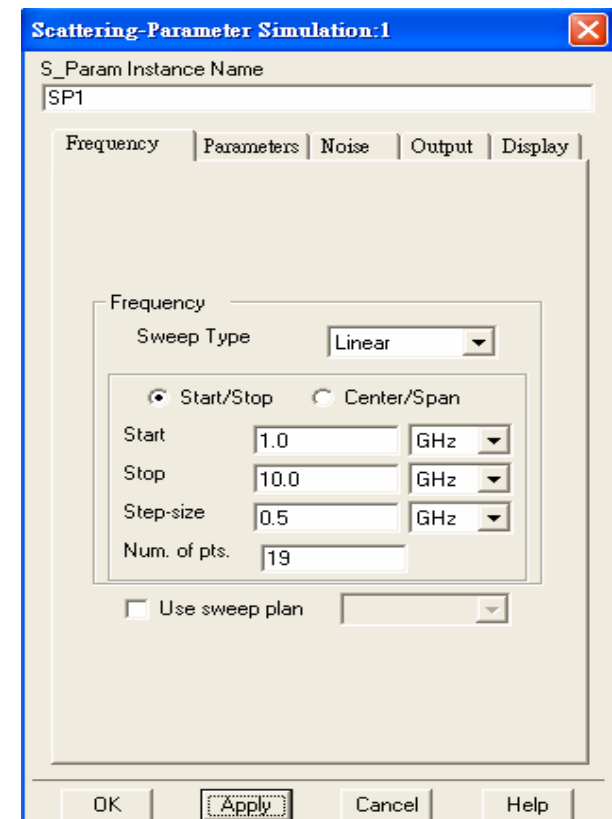 Scattering-Parameter Simulation:1
S_Param Instance Name
SP1
Frequency Parameters Noise Output Display
Frequency
Sweep Type Linear
Start/Stop Center/Span
Start 1.0 GHz
Stop 10.0 GHz
Step-size 0.5 GHz
Num. of pts. 19
Use sweep plan
OK Apply Cancel Help